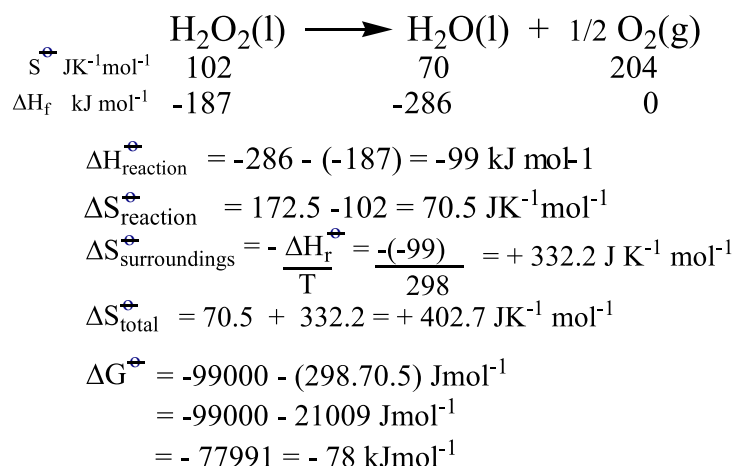 H₂O₂(l) ⟶ H₂O(l) + 1/2 O₂(g)
S⦵ JK⁻¹mol⁻¹ 102 70 204
ΔHf kJ mol⁻¹ -187 -286 0
ΔH⦵reaction = -286 - (-187) = -99 kJ mol-1
ΔS⦵reaction = 172.5 -102 = 70.5 JK⁻¹mol⁻¹
ΔS⦵surroundings = - ΔHr⦵ = -(-99) = + 332.2 J K⁻¹ mol⁻¹
T 298
ΔS⦵total = 70.5 + 332.2 = + 402.7 JK⁻¹ mol⁻¹
ΔG⦵ = -99000 - (298.70.5) Jmol⁻¹
= -99000 - 21009 Jmol⁻¹
= - 77991 = - 78 kJmol⁻¹